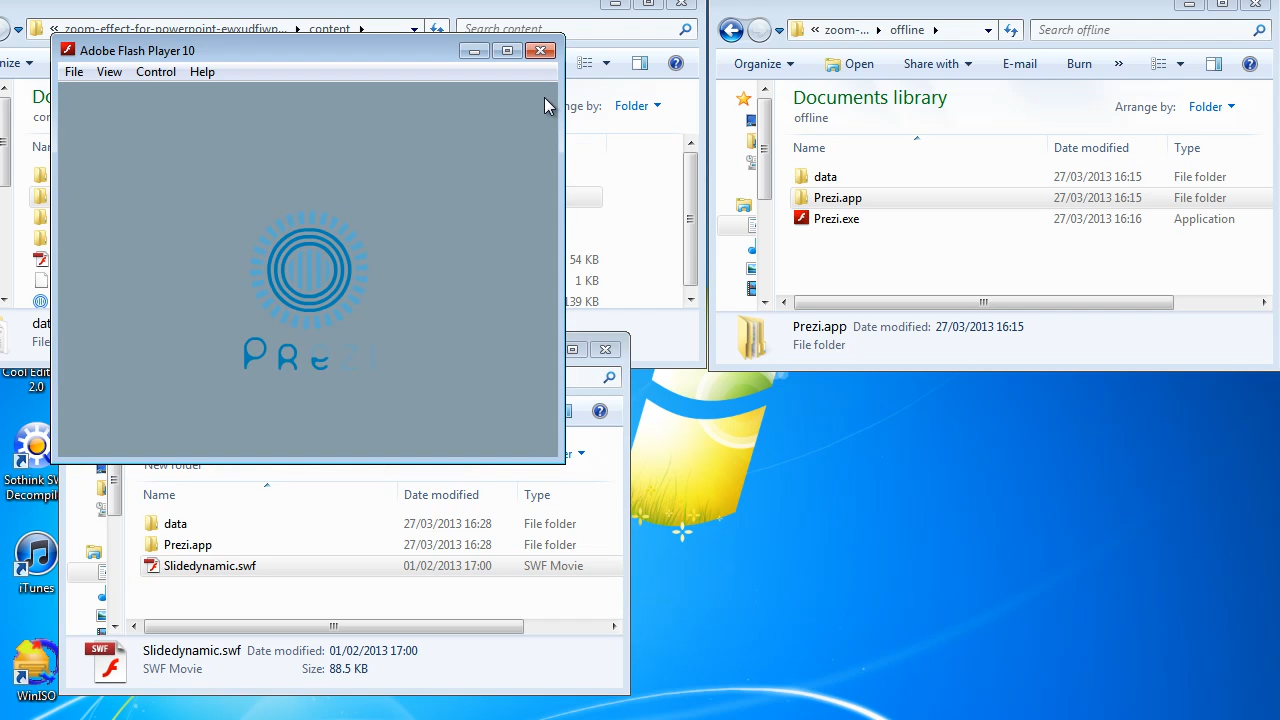 « zoom-effect-for-powerpoint-ewxudfiwp... content
Search content
Adobe Flash Player 10
File View Control Help
PRezi
nize
ge by: Folder
54 KB
1 KB
139 KB
dat
File
« zoom-... offline
Search offline
Organize Open Share with E-mail Burn »
Documents library
offline
Arrange by: Folder
Name Date modified Type
data 27/03/2013 16:15 File folder
Prezi.app 27/03/2013 16:15 File folder
Prezi.exe 27/03/2013 16:16 Application
Prezi.app Date modified: 27/03/2013 16:15
File folder
Do
con
Nar
Cool Edit
2.0
Sothink SW
Decompil
iTunes
WinISO
er
New folder
Name Date modified Type
data 27/03/2013 16:28 File folder
Prezi.app 27/03/2013 16:28 File folder
Slidedynamic.swf 01/02/2013 17:00 SWF Movie
SWF
Slidedynamic.swf Date modified: 01/02/2013 17:00
SWF Movie Size: 88.5 KB